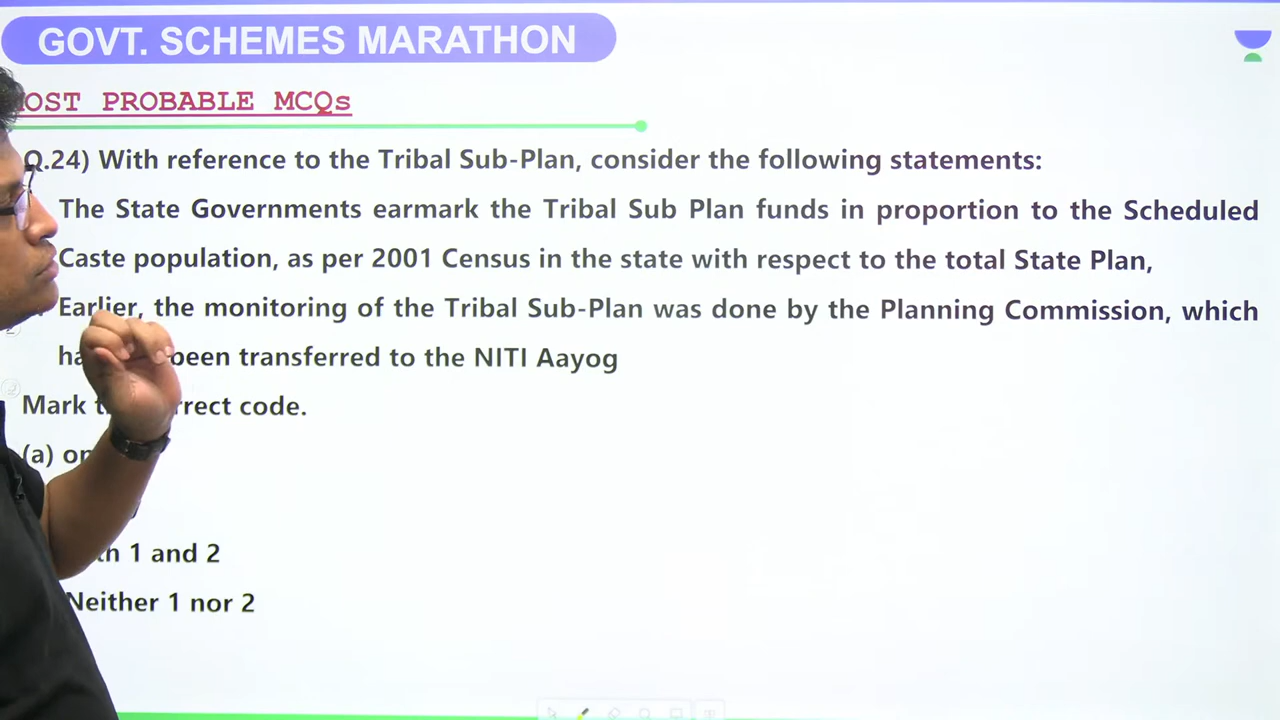 GOVT. SCHEMES MARATHON
OST PROBABLE MCQs
Q.24) With reference to the Tribal Sub-Plan, consider the following statements:
The State Governments earmark the Tribal Sub Plan funds in proportion to the Scheduled
Caste population, as per 2001 Census in the state with respect to the total State Plan,
Earlier, the monitoring of the Tribal Sub-Plan was done by the Planning Commission, which
been transferred to the NITI Aayog
Mark code.
(a)
1 and 2
Neither 1 nor 2